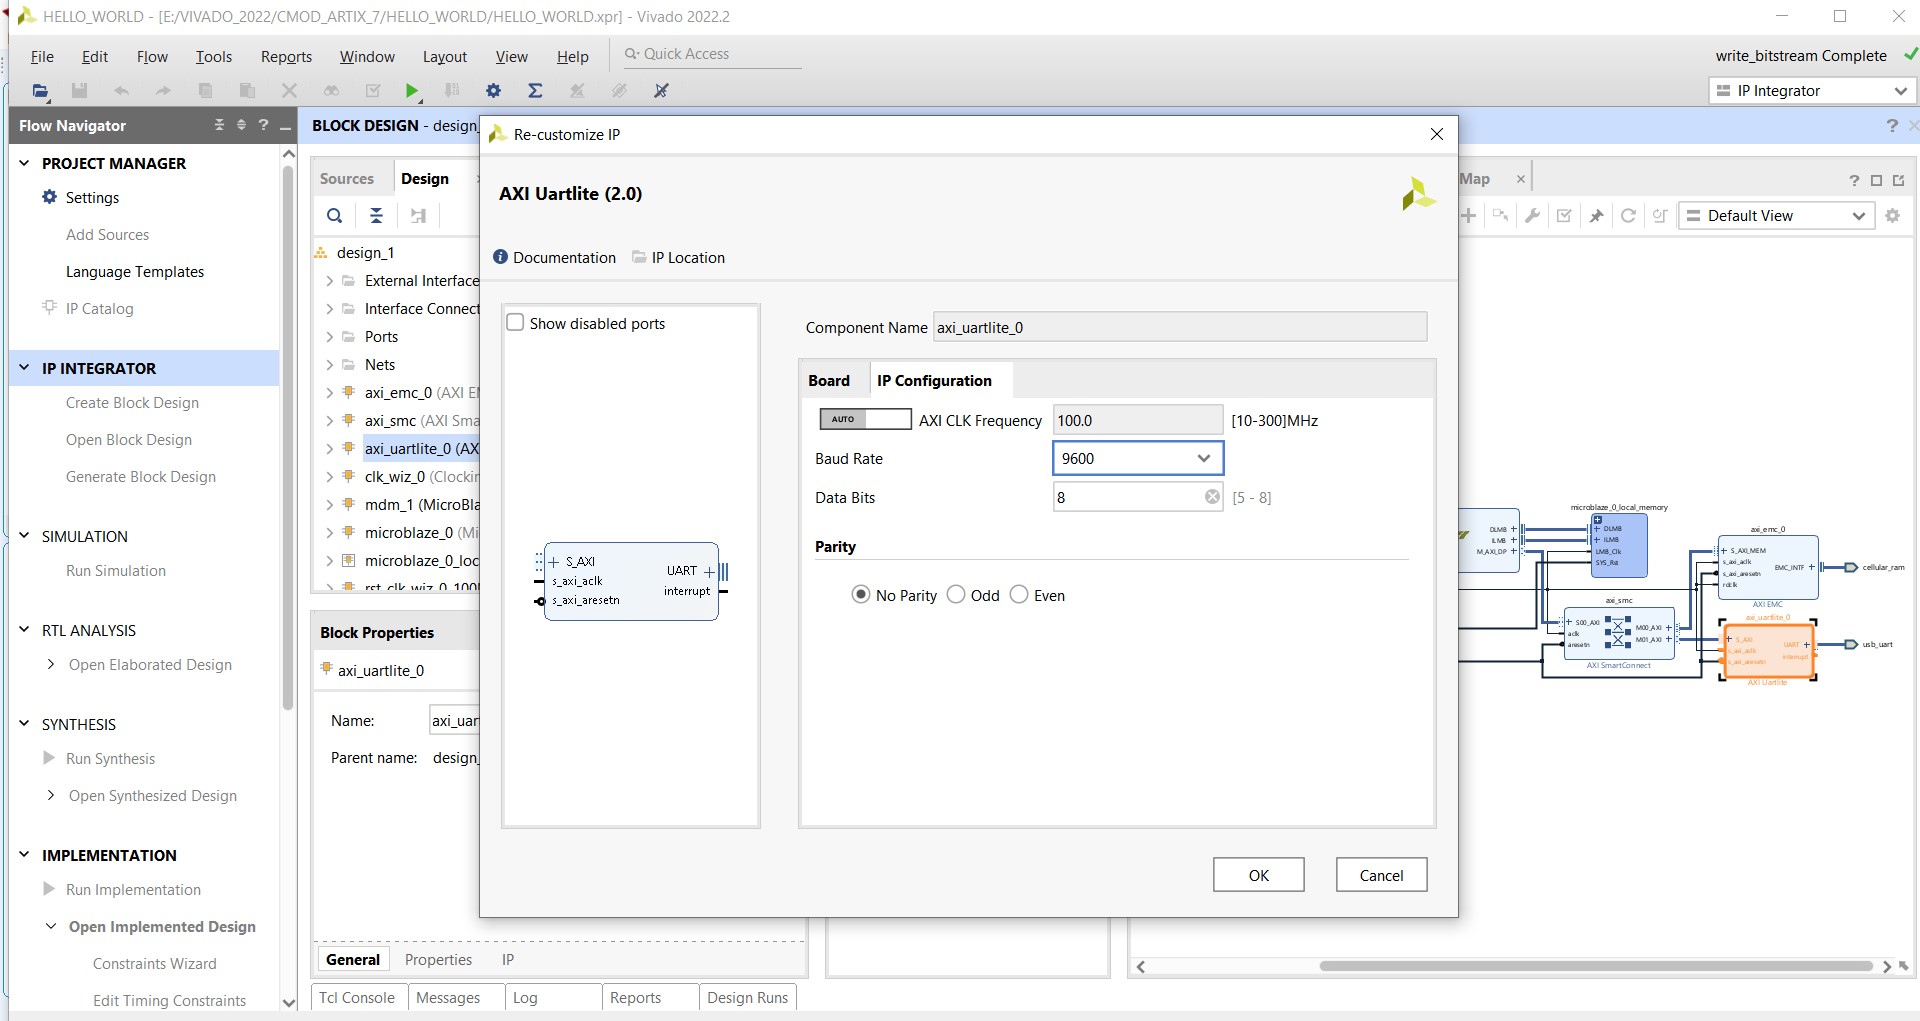 HELLO_WORLD - [E:/VIVADO_2022/CMOD_ARTIX_7/HELLO_WORLD/HELLO_WORLD.xpr] - Vivado 2022.2
File Edit Flow Tools Reports Window Layout View Help Quick Access
write_bitstream Complete
IP Integrator
Flow Navigator
PROJECT MANAGER
Settings
Add Sources
Language Templates
IP Catalog
IP INTEGRATOR
Create Block Design
Open Block Design
Generate Block Design
SIMULATION
Run Simulation
RTL ANALYSIS
Open Elaborated Design
SYNTHESIS
Run Synthesis
Open Synthesized Design
IMPLEMENTATION
Run Implementation
Open Implemented Design
Constraints Wizard
Edit Timing Constraints
BLOCK DESIGN - design_
Sources Design
design_1
External Interface
Interface Connect
Ports
Nets
axi_emc_0 (AXI E
axi_smc (AXI Sma
axi_uartlite_0 (AX
clk_wiz_0 (Clockin
mdm_1 (MicroBla
microblaze_0 (Mi
microblaze_0_loc
rst_clk_wiz_0_100
Block Properties
axi_uartlite_0
Name: axi_uar
Parent name: design_
General Properties IP
Tcl Console Messages Log Reports Design Runs
Re-customize IP
AXI Uartlite (2.0)
Documentation IP Location
Show disabled ports
S_AXI
s_axi_aclk
s_axi_aresetn
UART
interrupt
Component Name axi_uartlite_0
Board IP Configuration
AUTO AXI CLK Frequency 100.0 [10-300]MHz
Baud Rate 9600
Data Bits 8 [5 - 8]
Parity
No Parity Odd Even
OK Cancel
Map
Default View
DLMB
ILMB
M_AXI_DP
microblaze_0_local_memory
DLMB
ILMB
LMB_Clk
SYS_Rst
axi_smc
S00_AXI
aclk
aresetn
M00_AXI
M01_AXI
AXI SmartConnect
axi_emc_0
S_AXI_MEM
s_axi_aclk
s_axi_aresetn
rdclk
EMC_INTF
AXI EMC
cellular_ram
axi_uartlite_0
S_AXI
s_axi_aclk
s_axi_aresetn
UART
interrupt
AXI Uartlite
usb_uart